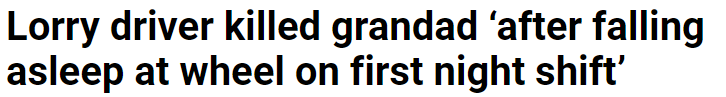 Lorry driver killed grandad ‘after falling
asleep at wheel on first night shift’